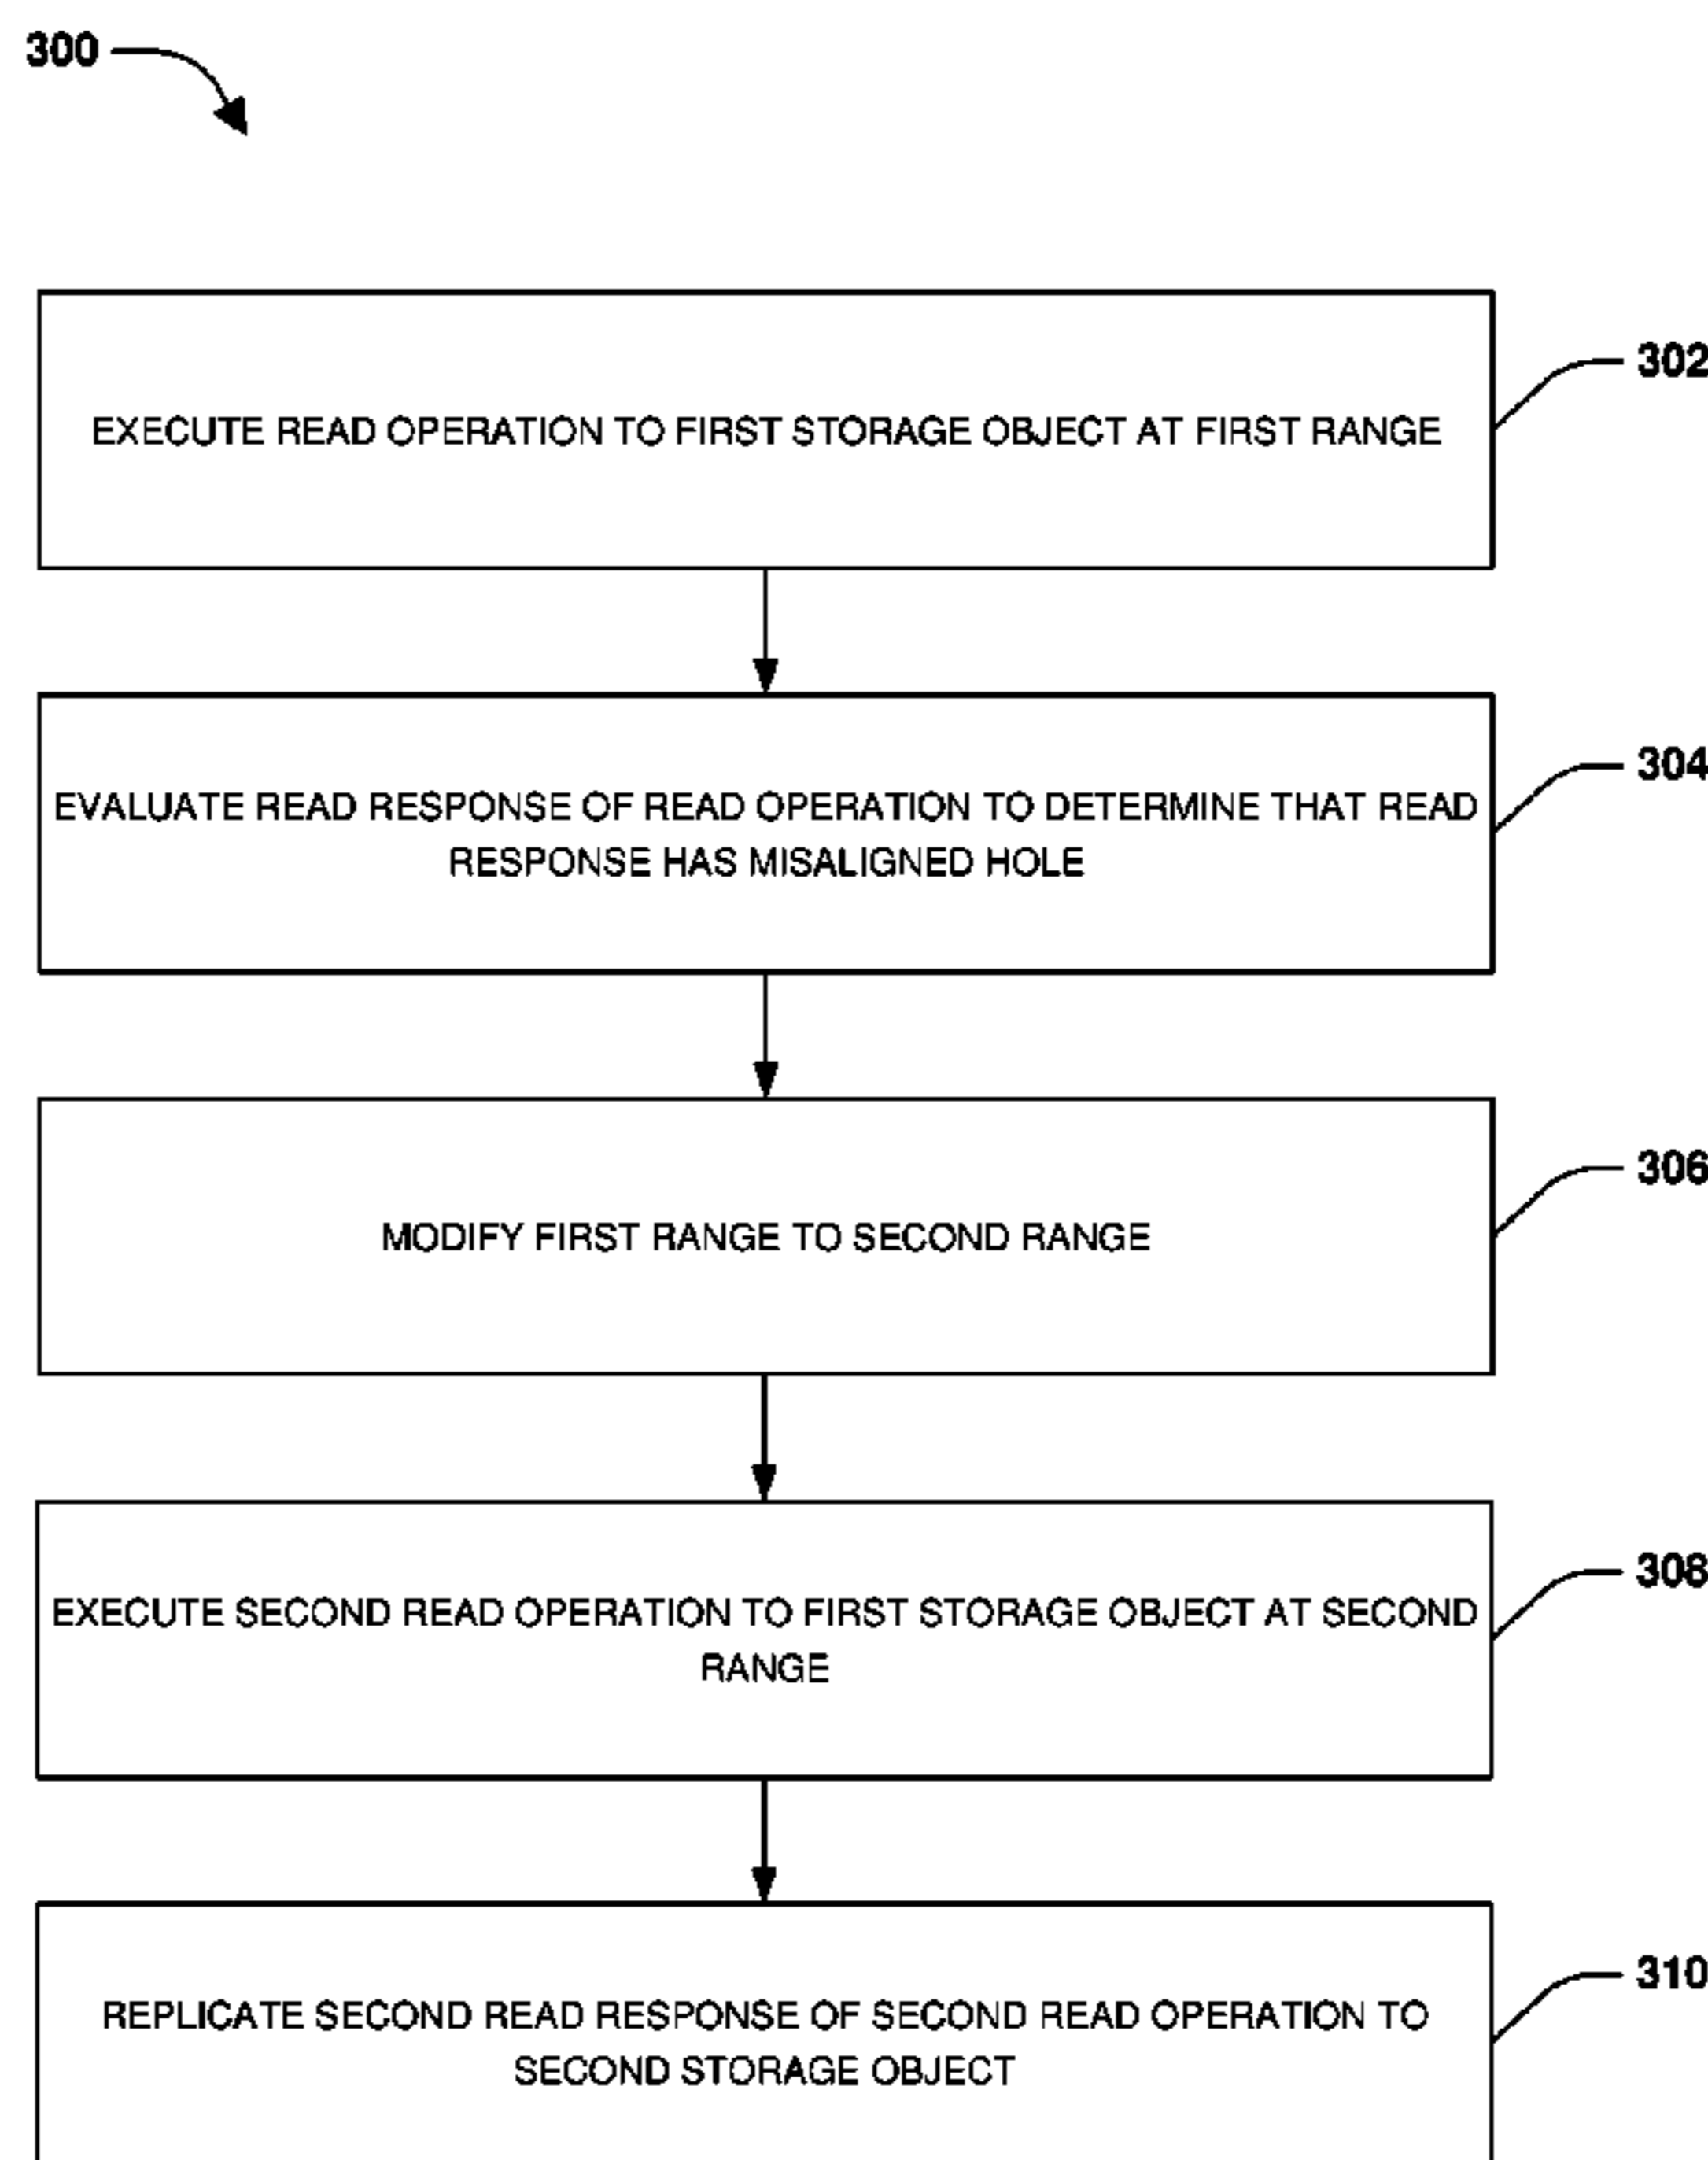 300
EXECUTE READ OPERATION TO FIRST STORAGE OBJECT AT FIRST RANGE
302
EVALUATE READ RESPONSE OF READ OPERATION TO DETERMINE THAT READ
RESPONSE HAS MISALIGNED HOLE
304
MODIFY FIRST RANGE TO SECOND RANGE
306
EXECUTE SECOND READ OPERATION TO FIRST STORAGE OBJECT AT SECOND
RANGE
308
REPLICATE SECOND READ RESPONSE OF SECOND READ OPERATION TO
SECOND STORAGE OBJECT
310